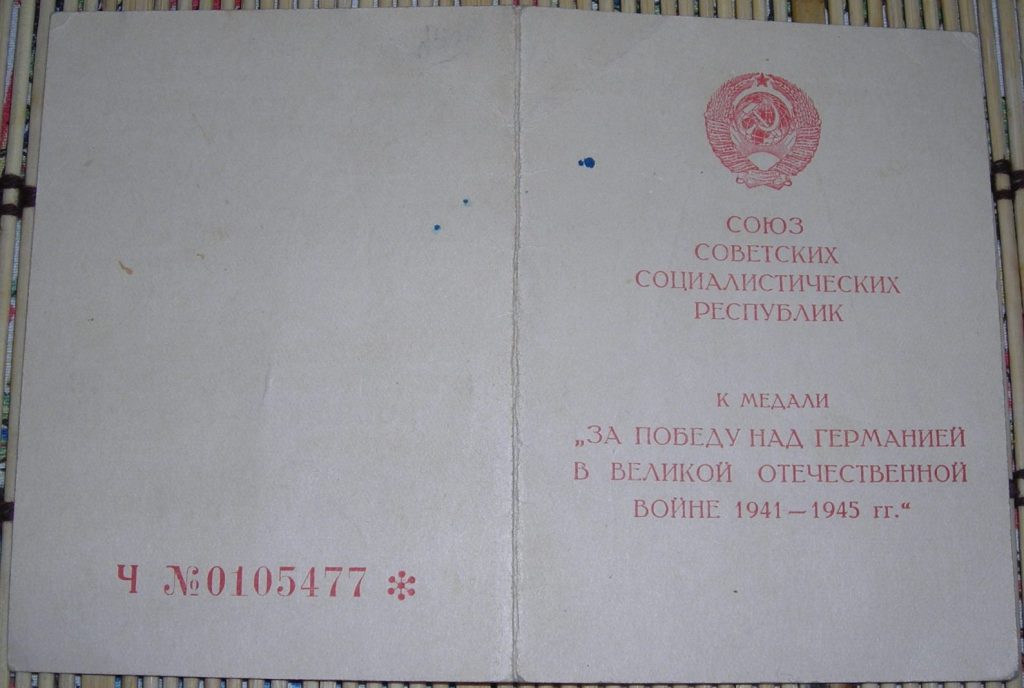 СОЮЗ
СОВЕТСКИХ
СОЦИАЛИСТИЧЕСКИХ
РЕСПУБЛИК
К МЕДАЛИ
„ЗА ПОБЕДУ НАД ГЕРМАНИЕЙ
В ВЕЛИКОЙ ОТЕЧЕСТВЕННОЙ
ВОЙНЕ 1941—1945 гг.“
Ч №0105477 ✻